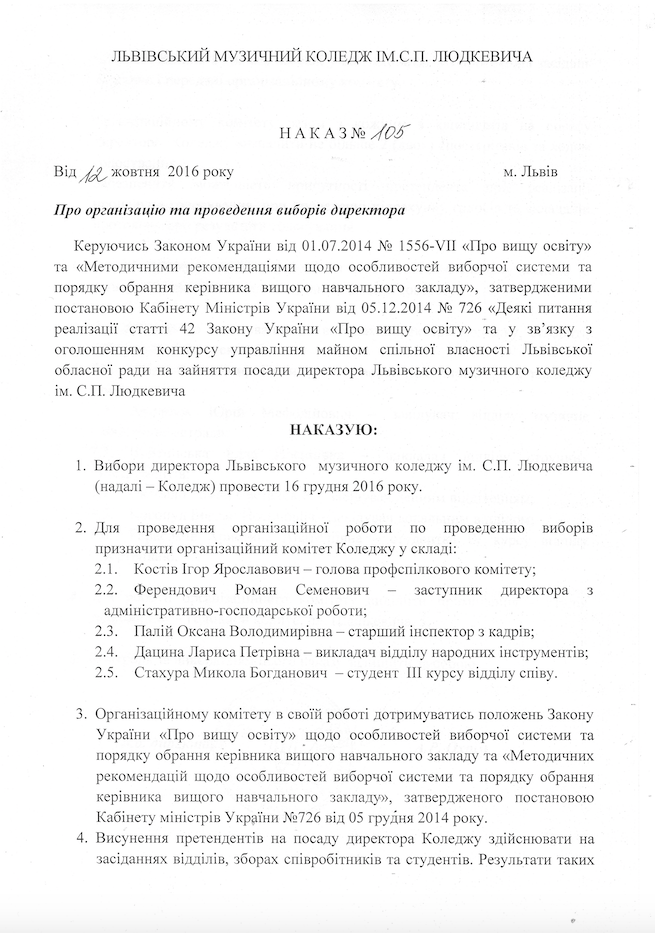 ЛЬВІВСЬКИЙ МУЗИЧНИЙ КОЛЕДЖ ІМ.С.П. ЛЮДКЕВИЧА
Н А К А З № 105
Від 12 жовтня 2016 року м. Львів
Про організацію та проведення виборів директора
Керуючись Законом України від 01.07.2014 № 1556-VII «Про вищу освіту»
та «Методичними рекомендаціями щодо особливостей виборчої системи та
порядку обрання керівника вищого навчального закладу», затвердженими
постановою Кабінету Міністрів України від 05.12.2014 № 726 «Деякі питання
реалізації статті 42 Закону України «Про вищу освіту» та у зв’язку з
оголошенням конкурсу управління майном спільної власності Львівської
обласної ради на зайняття посади директора Львівського музичного коледжу
ім. С.П. Людкевича
НАКАЗУЮ:
1. Вибори директора Львівського музичного коледжу ім. С.П. Людкевича
(надалі – Коледж) провести 16 грудня 2016 року.
2. Для проведення організаційної роботи по проведенню виборів
призначити організаційний комітет Коледжу у складі:
2.1. Костів Ігор Ярославович – голова профспілкового комітету;
2.2. Ферендович Роман Семенович – заступник директора з
адміністративно-господарської роботи;
2.3. Палій Оксана Володимирівна – старший інспектор з кадрів;
2.4. Дацина Лариса Петрівна – викладач відділу народних інструментів;
2.5. Стахура Микола Богданович – студент III курсу відділу співу.
3. Організаційному комітету в своїй роботі дотримуватись положень Закону
України «Про вищу освіту» щодо особливостей виборчої системи та
порядку обрання керівника вищого навчального закладу та «Методичних
рекомендацій щодо особливостей виборчої системи та порядку обрання
керівника вищого навчального закладу», затвердженого постановою
Кабінету міністрів України №726 від 05 грудня 2014 року.
4. Висунення претендентів на посаду директора Коледжу здійснювати на
засіданнях відділів, зборах співробітників та студентів. Результати таких